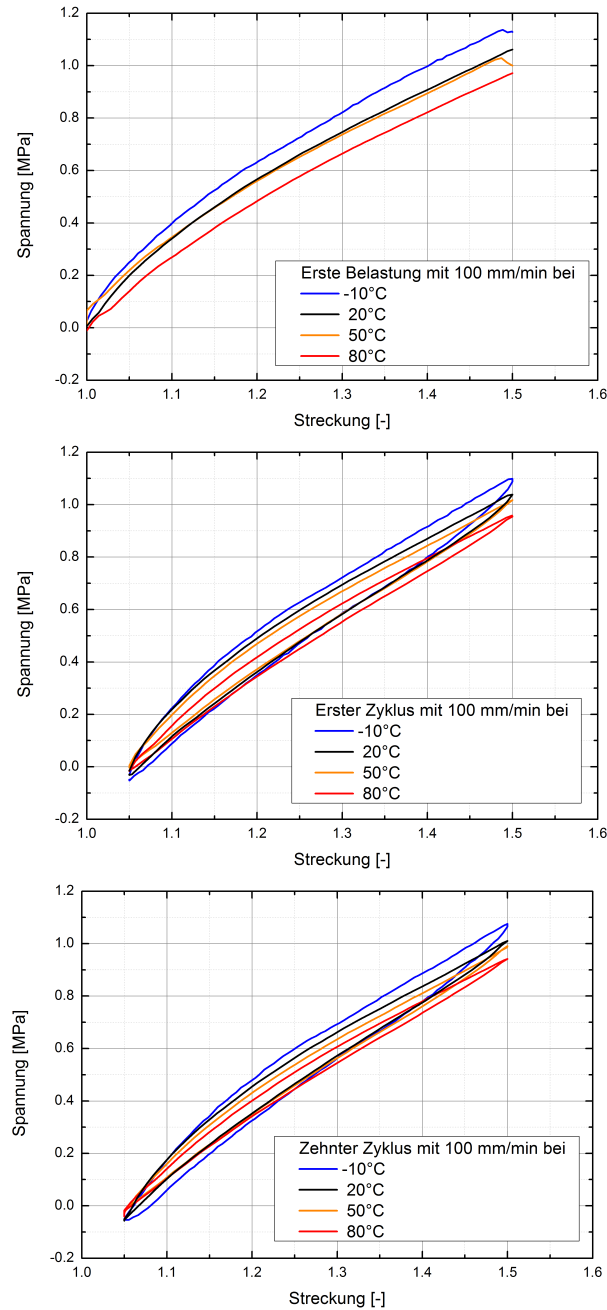 1.2
1.0
0.8
0.6
0.4
0.2
0.0
-0.2
Spannung [MPa]
Erste Belastung mit 100 mm/min bei
-10°C
20°C
50°C
80°C
1.0 1.1 1.2 1.3 1.4 1.5 1.6
Streckung [-]
1.2
1.0
0.8
0.6
0.4
0.2
0.0
-0.2
Spannung [MPa]
Erster Zyklus mit 100 mm/min bei
-10°C
20°C
50°C
80°C
1.0 1.1 1.2 1.3 1.4 1.5 1.6
Streckung [-]
1.2
1.0
0.8
0.6
0.4
0.2
0.0
-0.2
Spannung [MPa]
Zehnter Zyklus mit 100 mm/min bei
-10°C
20°C
50°C
80°C
1.0 1.1 1.2 1.3 1.4 1.5 1.6
Streckung [-]